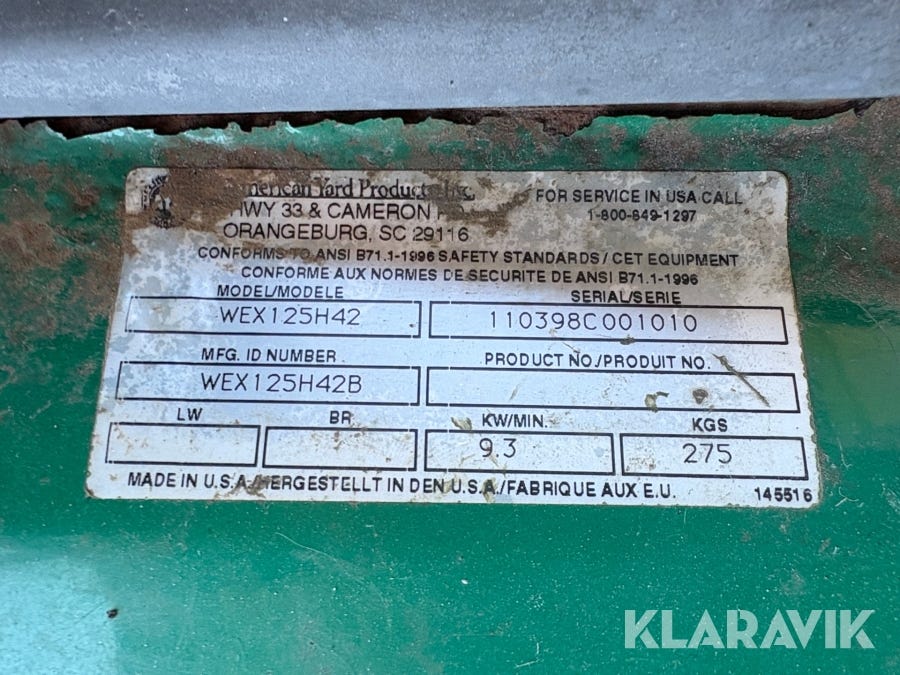 American Yard Products, Inc.
HWY 33 & CAMERON
ORANGEBURG, SC 29116
FOR SERVICE IN USA CALL
1-800-849-1297
CONFORMS TO ANSI B71.1-1996 SAFETY STANDARDS / CET EQUIPMENT
CONFORME AUX NORMES DE SECURITE DE ANSI B71.1-1996
MODEL/MODELE SERIAL/SERIE
WEX125H42 110398C001010
MFG. ID NUMBER PRODUCT NO./PRODUIT NO.
WEX125H42B
LW BR KW/MIN. KGS
9.3 275
MADE IN U.S.A./HERGESTELLT IN DEN U.S.A./FABRIQUE AUX E.U. 145516
KLARAVIK